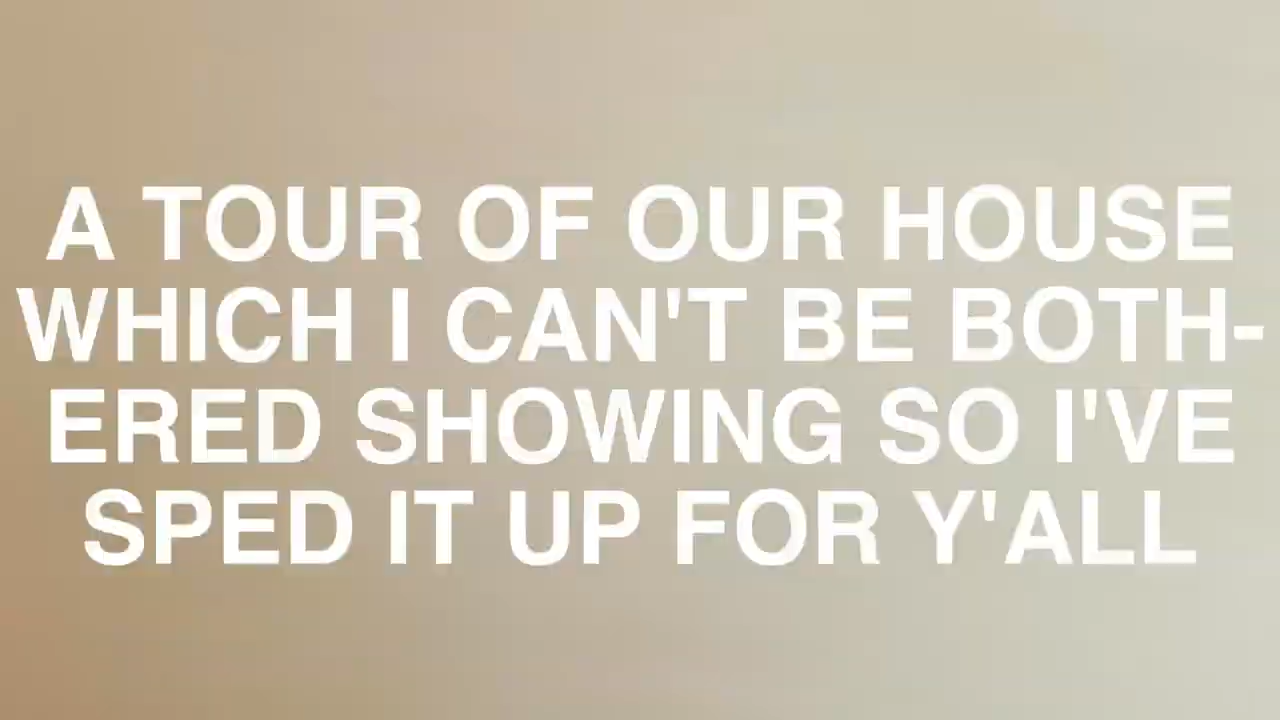 A TOUR OF OUR HOUSE
WHICH I CAN'T BE BOTH-
ERED SHOWING SO I'VE
SPED IT UP FOR Y'ALL